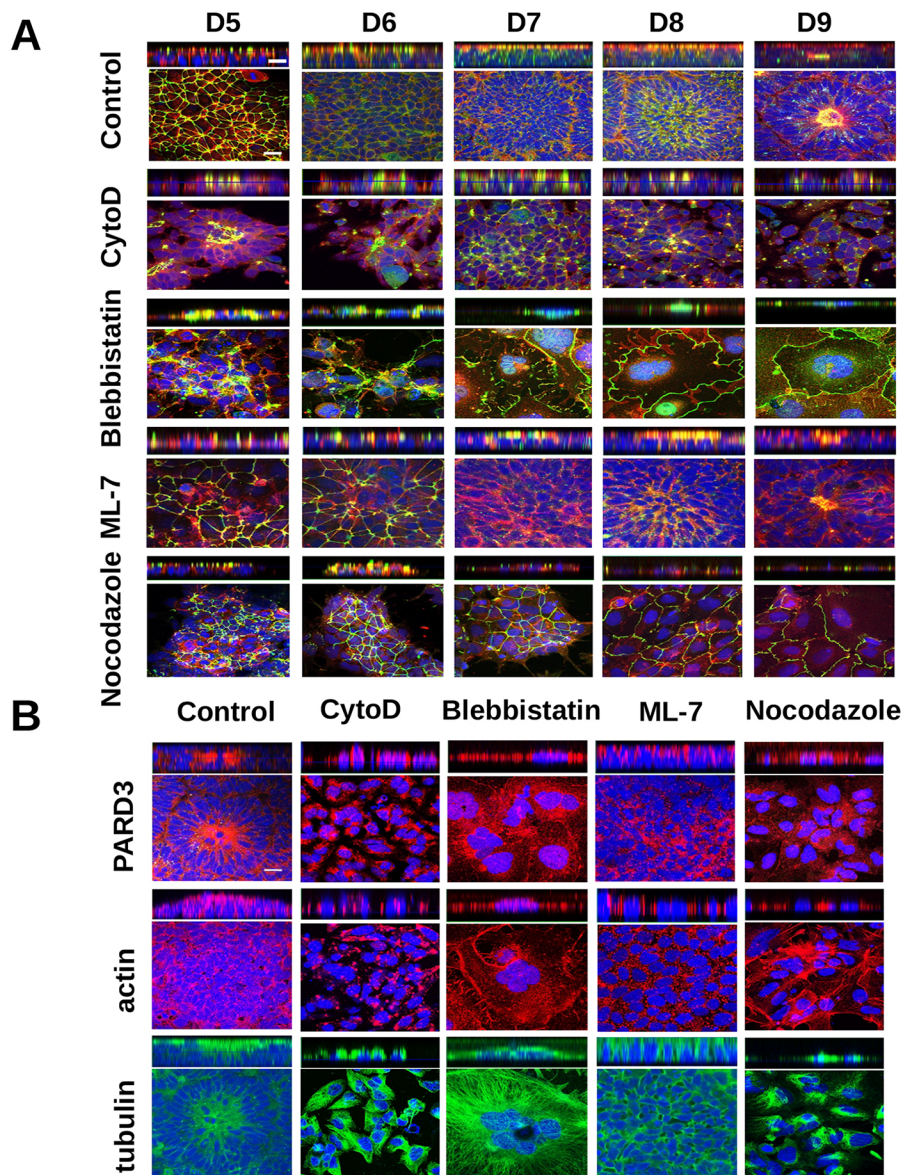 A
D5 D6 D7 D8 D9
Control
CytoD
Blebbistatin
ML-7
Nocodazole
B
Control CytoD Blebbistatin ML-7 Nocodazole
PARD3
actin
tubulin